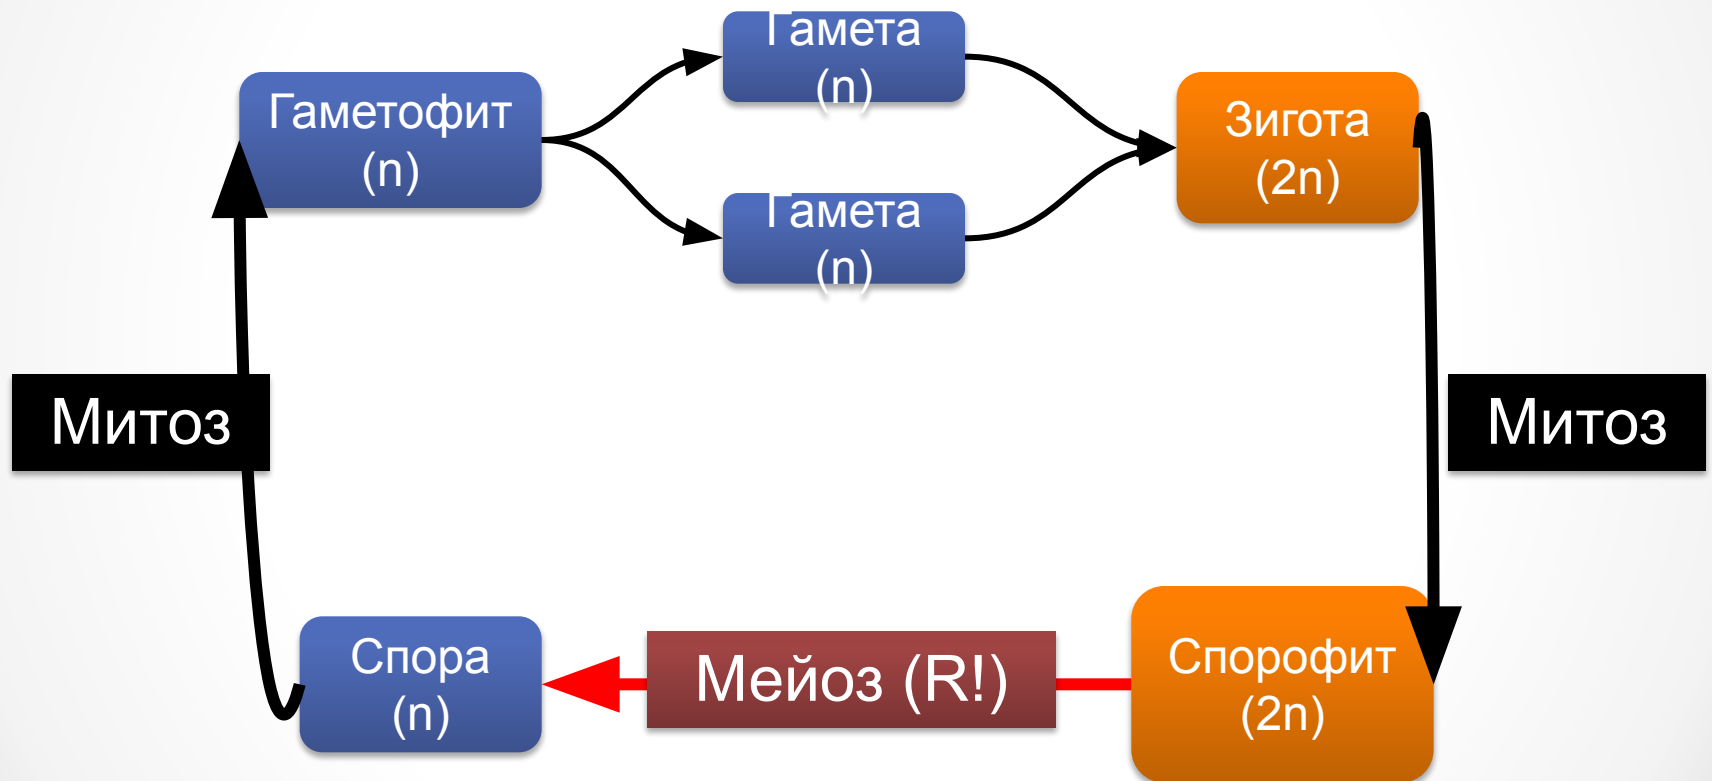 Гаметофит
(n)
Гамета
(n)
Гамета
(n)
Зигота
(2n)
Митоз
Митоз
Спора
(n)
Мейоз (R!)
Спорофит
(2n)